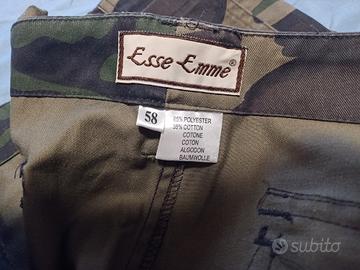 Esse Emme®
58
65% POLYESTER
35% COTTON
COTONE
COTON
ALGODON
BAUMWOLLE
subito